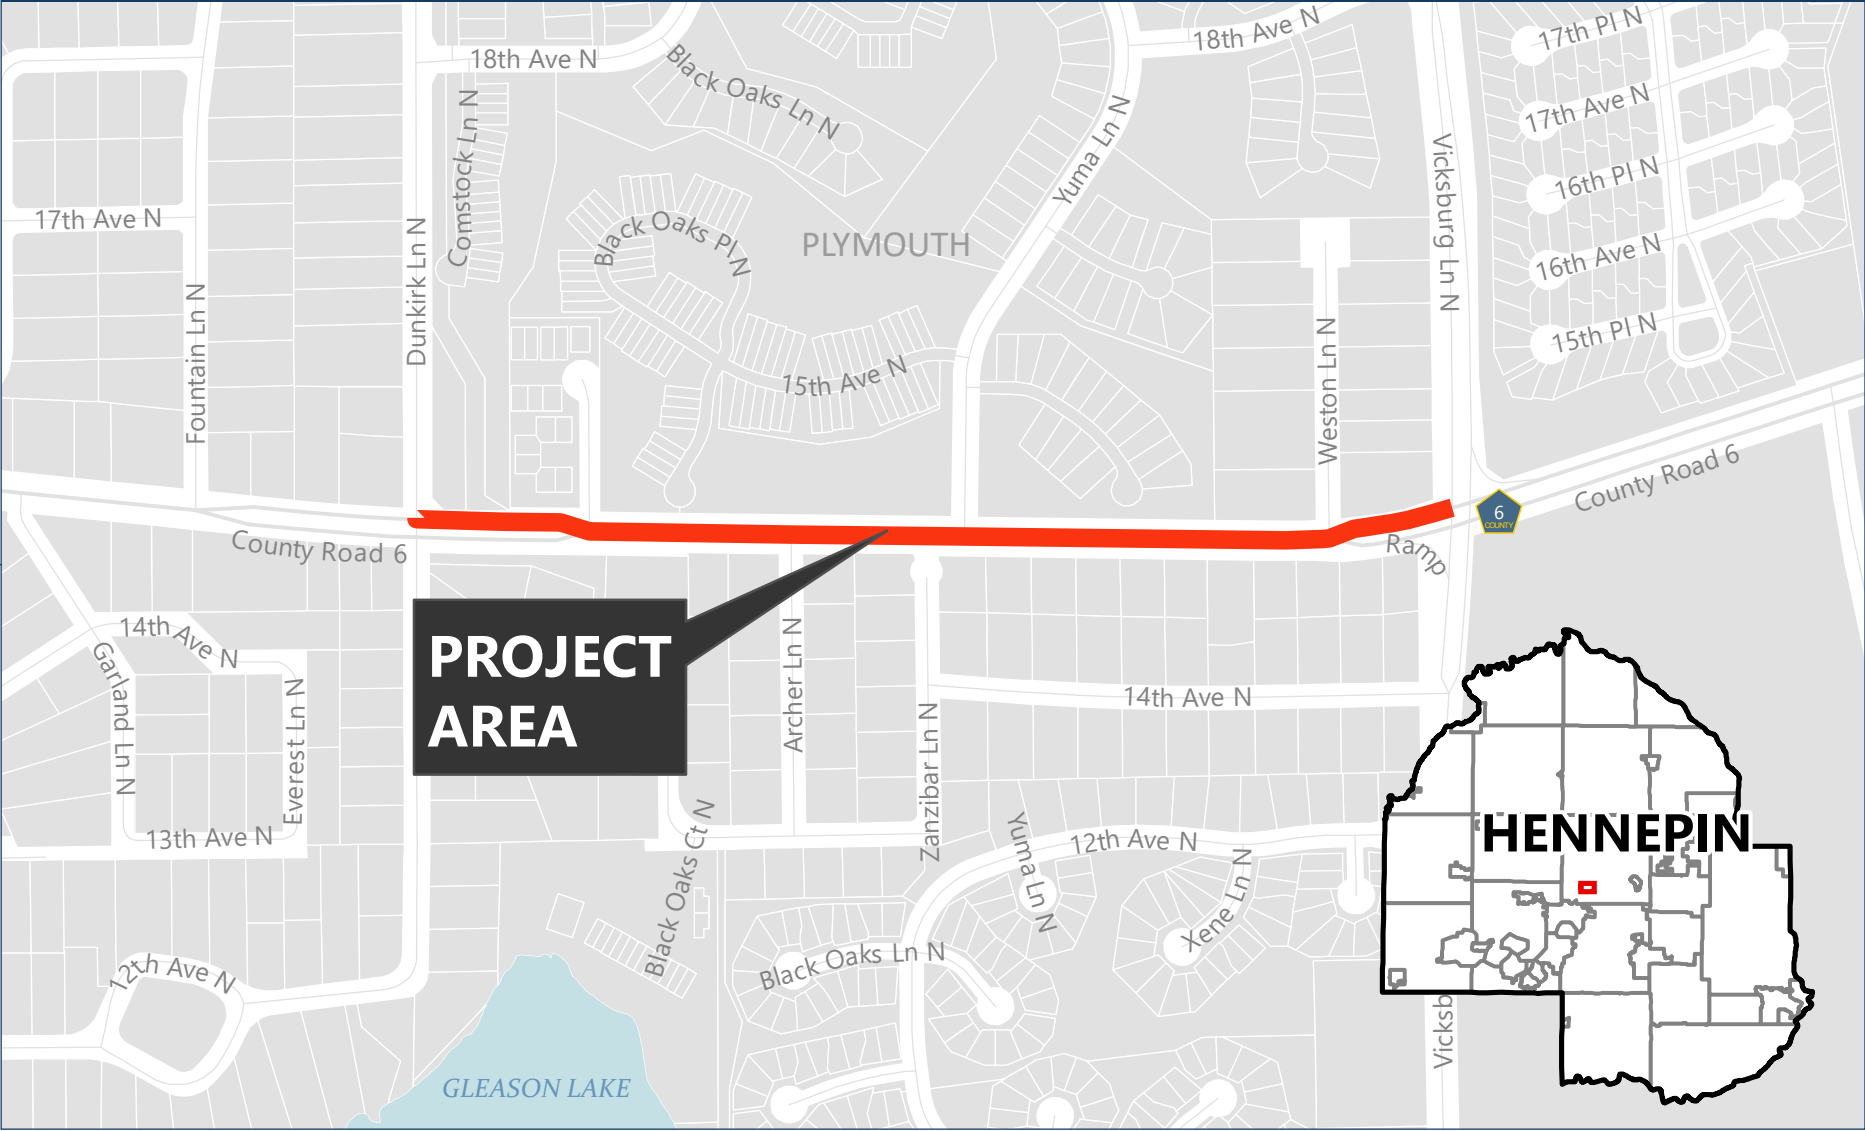 18th Ave N
18th Ave N
17th Pl N
Black Oaks Ln N
17th Ave N
Comstock Ln N
Yuma Ln N
Vicksburg Ln N
16th Pl N
17th Ave N
Dunkirk Ln N
Black Oaks Pl N
PLYMOUTH
16th Ave N
Fountain Ln N
15th Ave N
Weston Ln N
15th Pl N
County Road 6
County Road 6
6
COUNTY
Ramp
PROJECT
AREA
14th Ave N
Garland Ln N
Everest Ln N
13th Ave N
Archer Ln N
Zanzibar Ln N
14th Ave N
Black Oaks Ct N
Yuma Ln N
12th Ave N
Xene Ln N
HENNEPIN
12th Ave N
Black Oaks Ln N
Vicksb
GLEASON LAKE